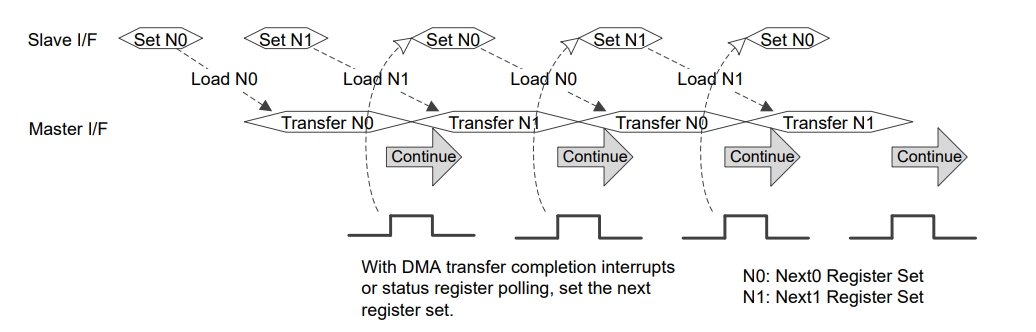 Slave I/F Set N0 Set N1 Set N0 Set N1 Set N0
Load N0 Load N1 Load N0 Load N1
Master I/F Transfer N0 Transfer N1 Transfer N0 Transfer N1
Continue Continue Continue Continue
With DMA transfer completion interrupts
or status register polling, set the next
register set.
N0: Next0 Register Set
N1: Next1 Register Set